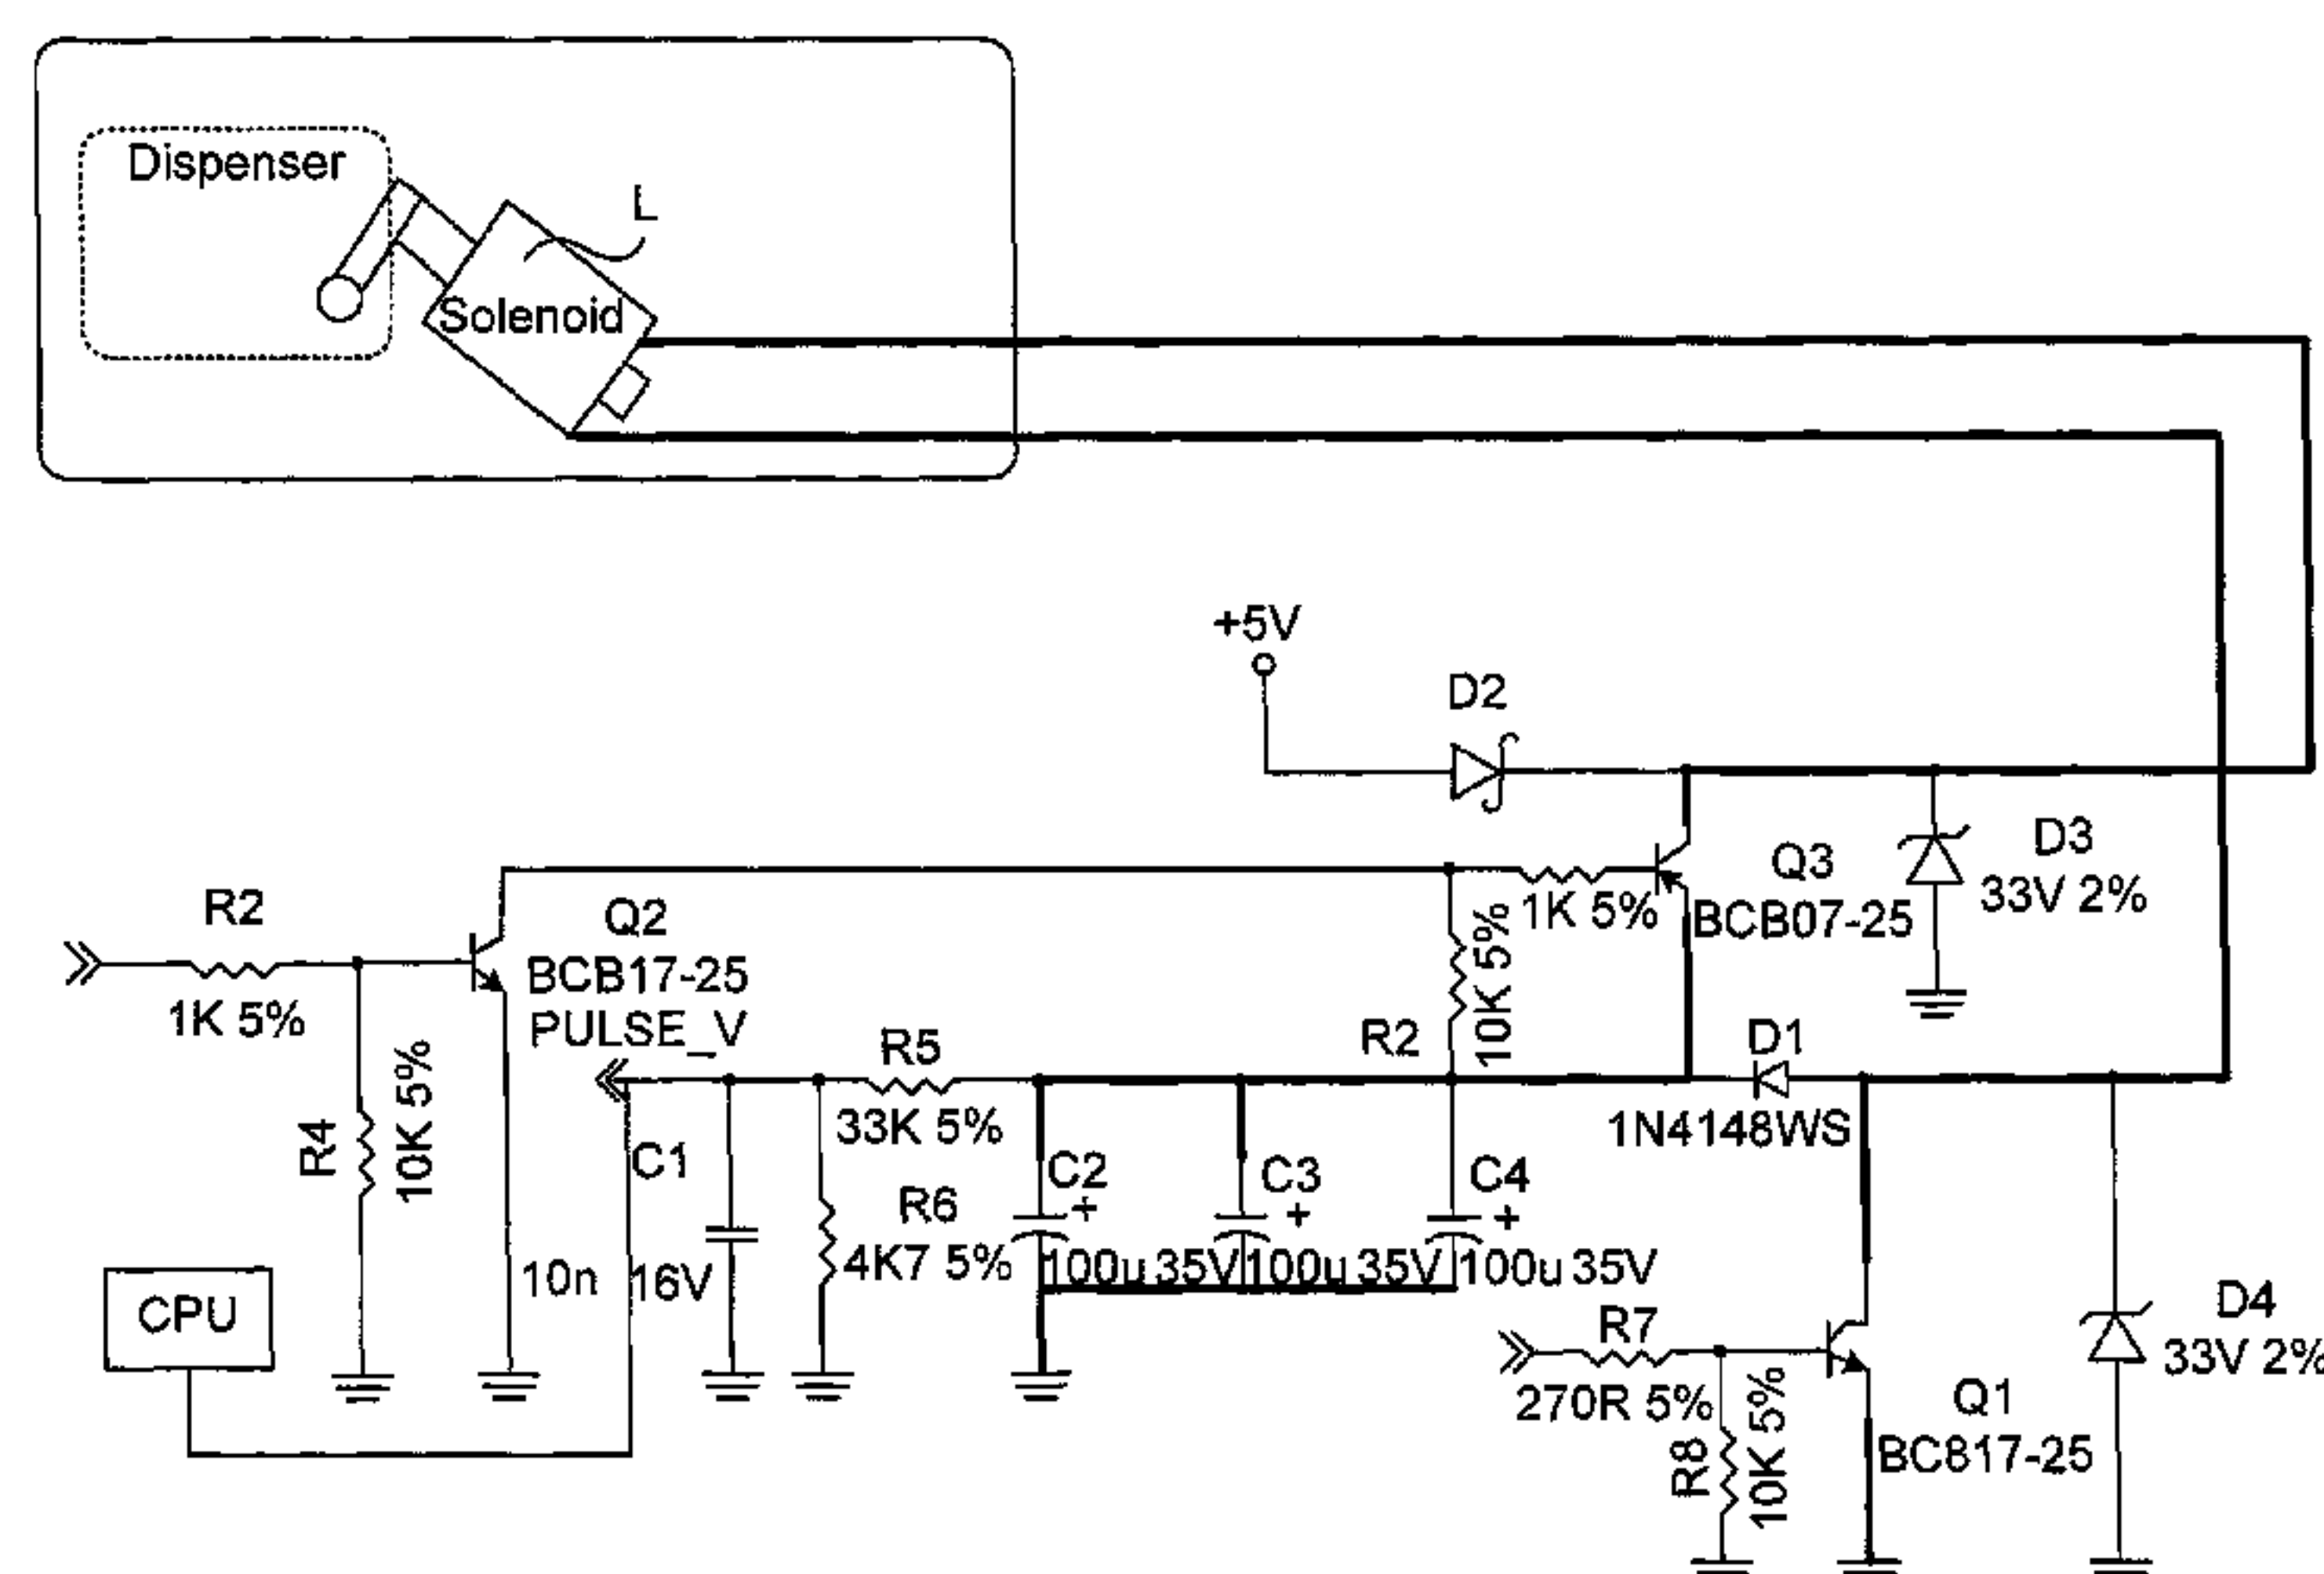 Dispenser
L
Solenoid
+5V
D2
D3
33V 2%
Q3
BCB07-25
1K 5%
R2
1K 5%
Q2
BCB17-25
PULSE_V
10K 5%
R2
D1
1N4148WS
R4
10K 5%
R5
33K 5%
C1
10n 16V
R6
4K7 5%
C2
+
100u 35V
C3
+
100u 35V
C4
+
100u 35V
CPU
R7
270R 5%
R8
10K 5%
Q1
BC817-25
D4
33V 2%